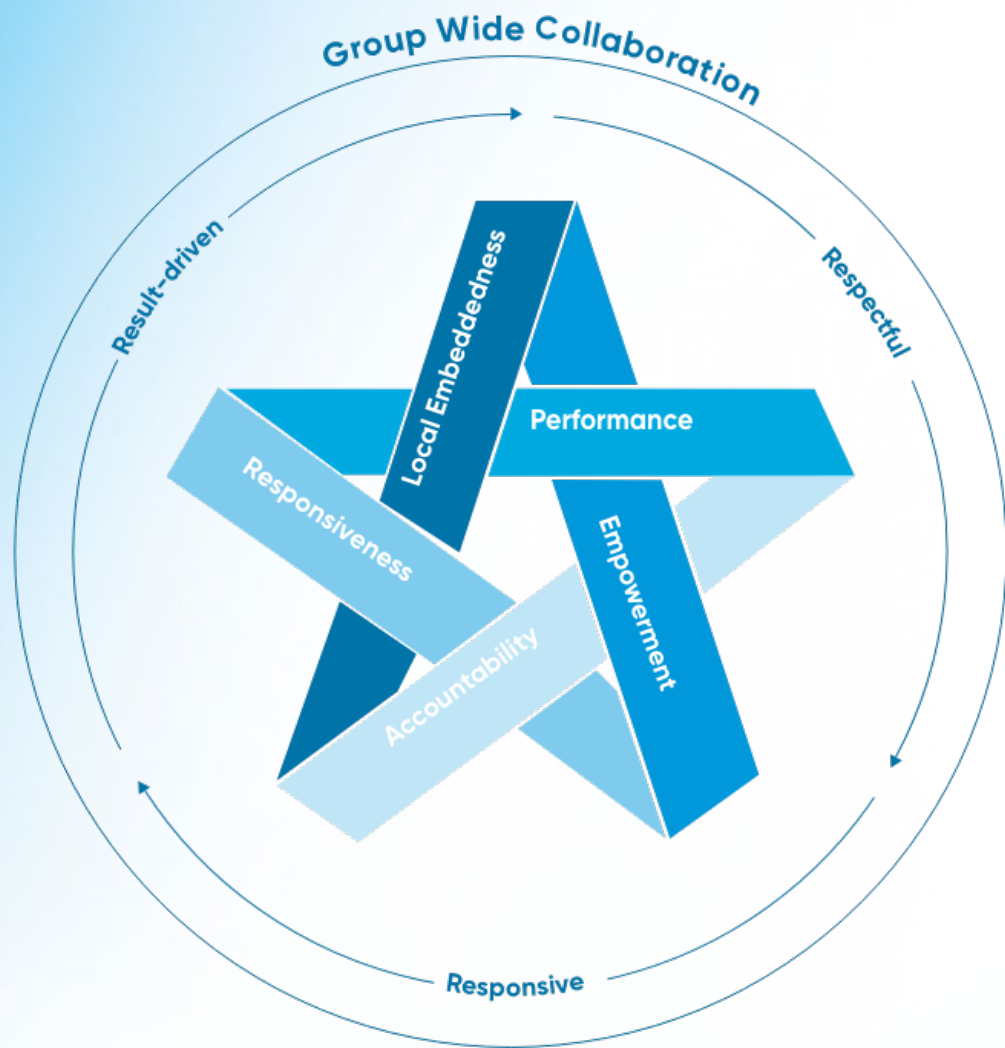 Group Wide Collaboration
Result-driven
Respectful
Local Embeddedness
Performance
Responsiveness
Empowerment
Accountability
Responsive